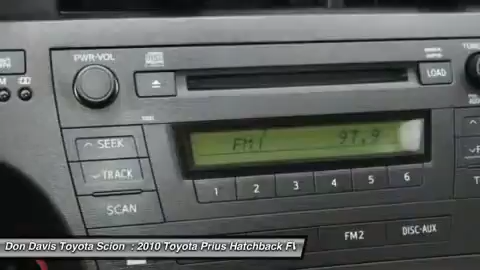 PWR·VOL
LOAD
SEEK
TRACK
SCAN
FM1 97.9
1 2 3 4 5 6
FM2
DISC·AUX
Don Davis Toyota Scion : 2010 Toyota Prius Hatchback F